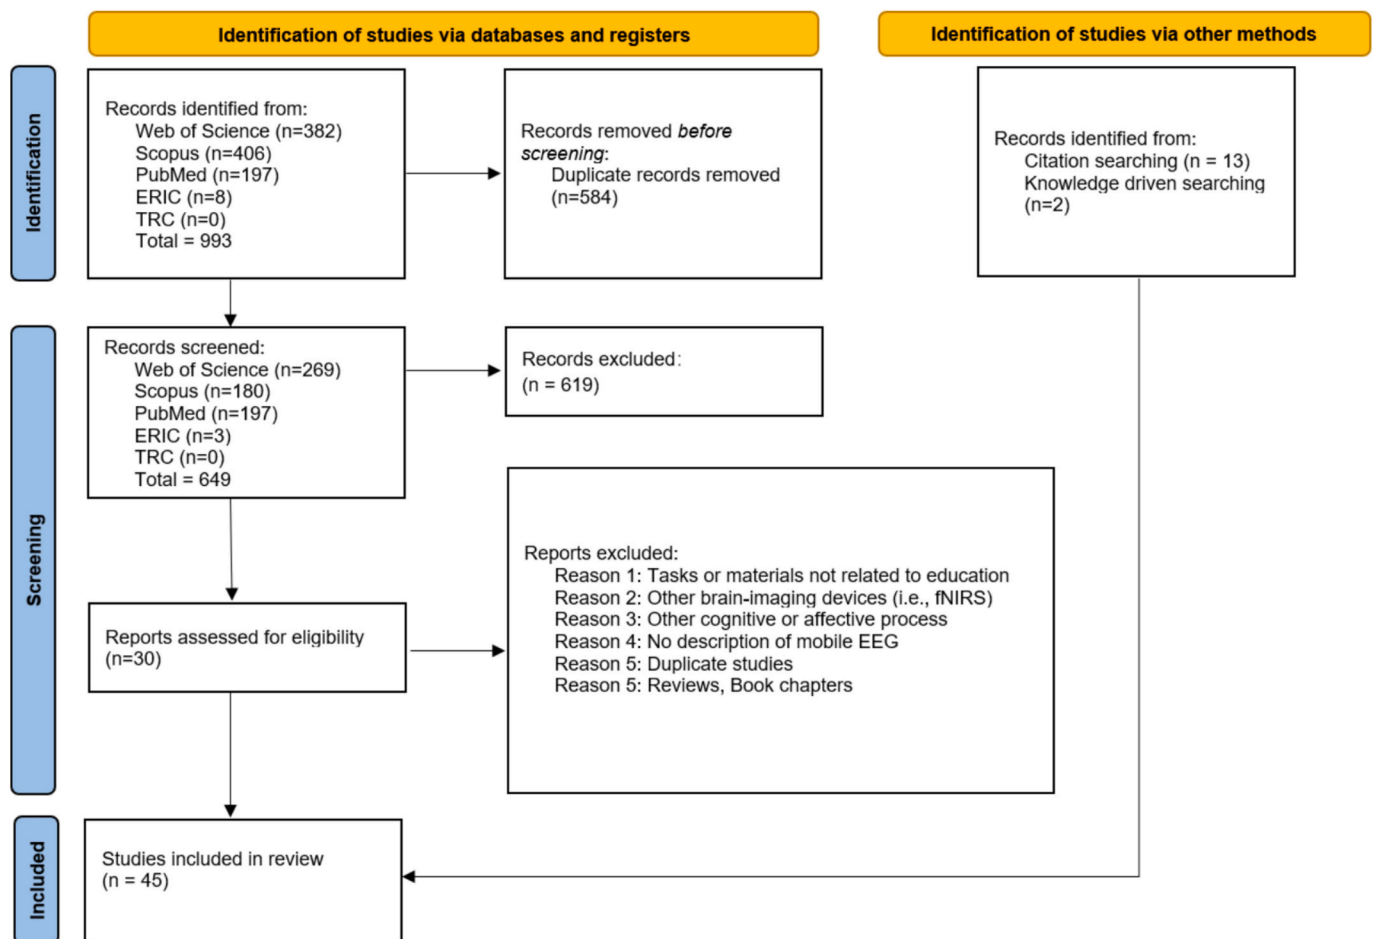 Identification of studies via databases and registers
Identification of studies via other methods
Identification
Records identified from:
Web of Science (n=382)
Scopus (n=406)
PubMed (n=197)
ERIC (n=8)
TRC (n=0)
Total = 993
Records removed before
screening:
Duplicate records removed
(n=584)
Records identified from:
Citation searching (n = 13)
Knowledge driven searching
(n=2)
Screening
Records screened:
Web of Science (n=269)
Scopus (n=180)
PubMed (n=197)
ERIC (n=3)
TRC (n=0)
Total = 649
Records excluded:
(n = 619)
Reports assessed for eligibility
(n=30)
Reports excluded:
Reason 1: Tasks or materials not related to education
Reason 2: Other brain-imaging devices (i.e., fNIRS)
Reason 3: Other cognitive or affective process
Reason 4: No description of mobile EEG
Reason 5: Duplicate studies
Reason 5: Reviews, Book chapters
Included
Studies included in review
(n = 45)